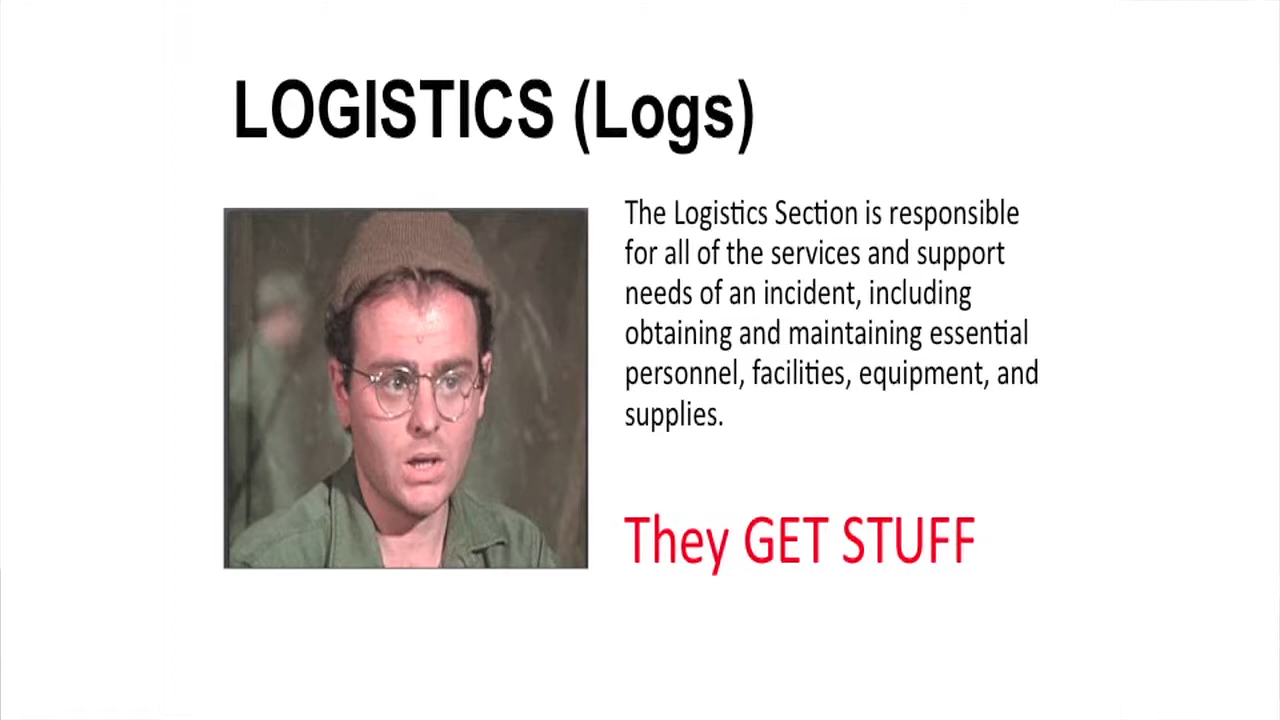 LOGISTICS (Logs)
The Logistics Section is responsible
for all of the services and support
needs of an incident, including
obtaining and maintaining essential
personnel, facilities, equipment, and
supplies.
They GET STUFF